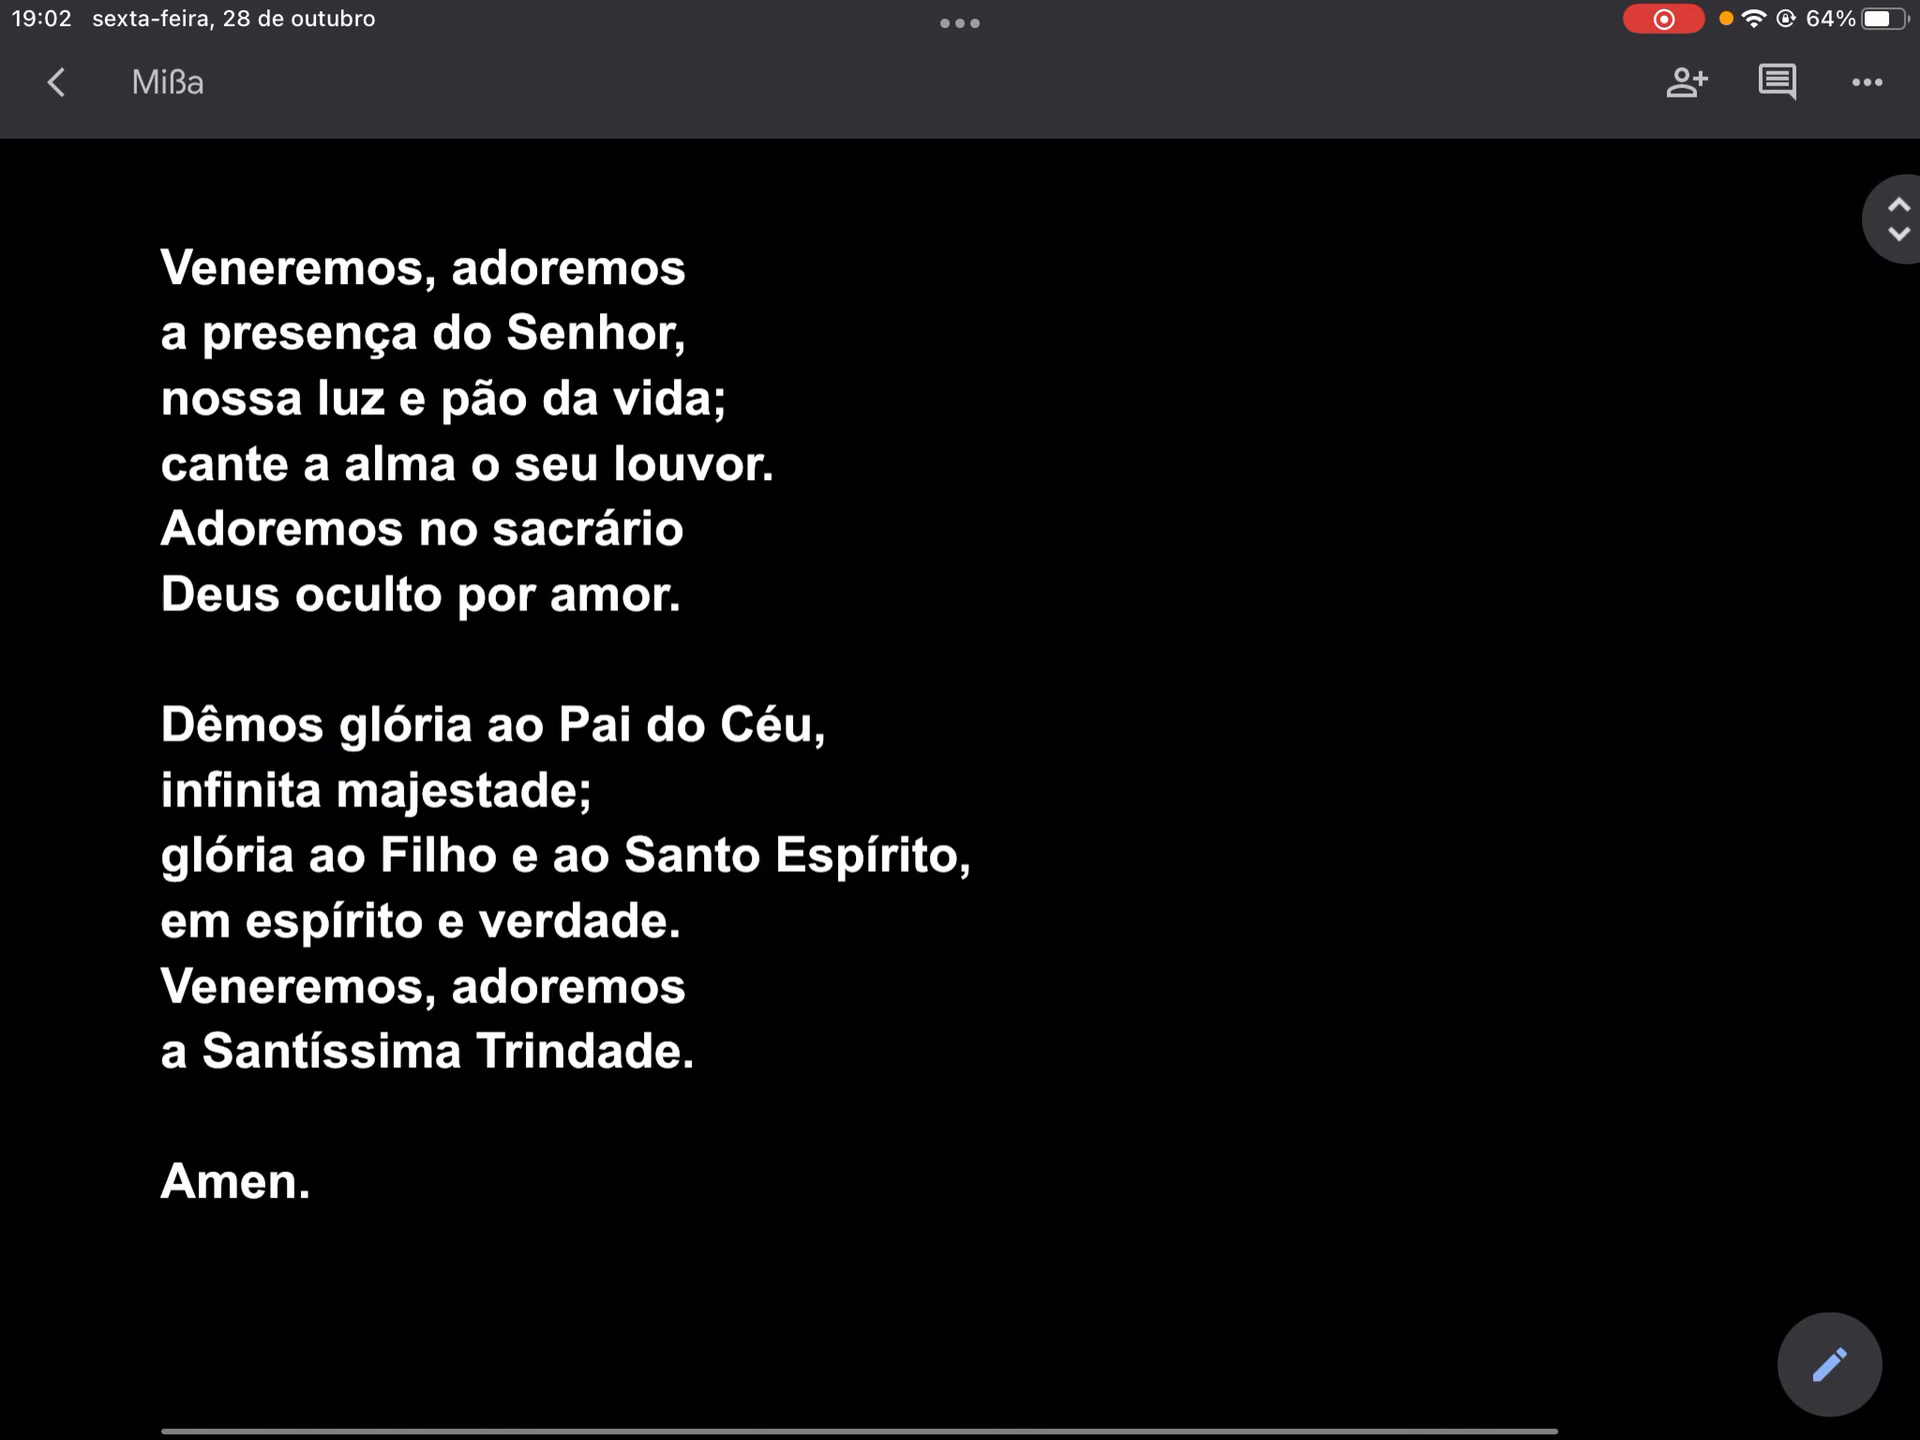 19:02 sexta-feira, 28 de outubro
64%
Mißa
Veneremos, adoremos
a presença do Senhor,
nossa luz e pão da vida;
cante a alma o seu louvor.
Adoremos no sacrário
Deus oculto por amor.
Dêmos glória ao Pai do Céu,
infinita majestade;
glória ao Filho e ao Santo Espírito,
em espírito e verdade.
Veneremos, adoremos
a Santíssima Trindade.
Amen.